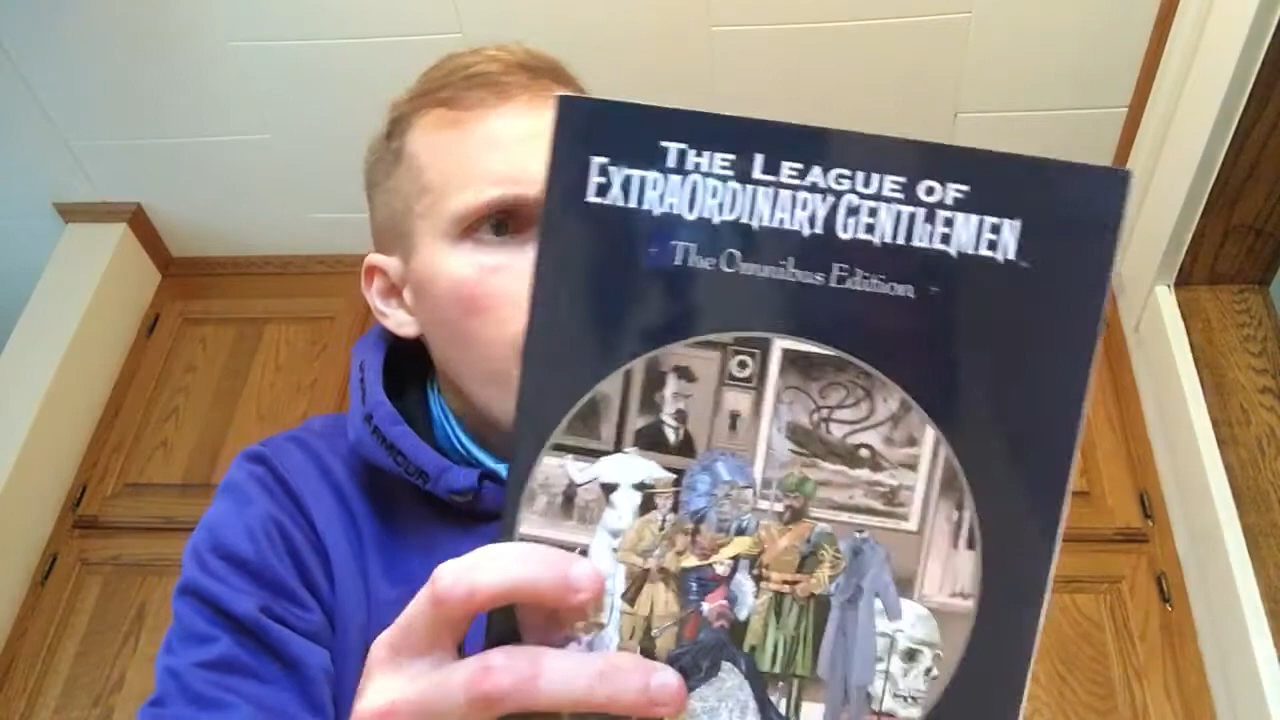 THE LEAGUE OF
EXTRAORDINARY GENTLEMEN
The Omnibus Edition
ARMOUR